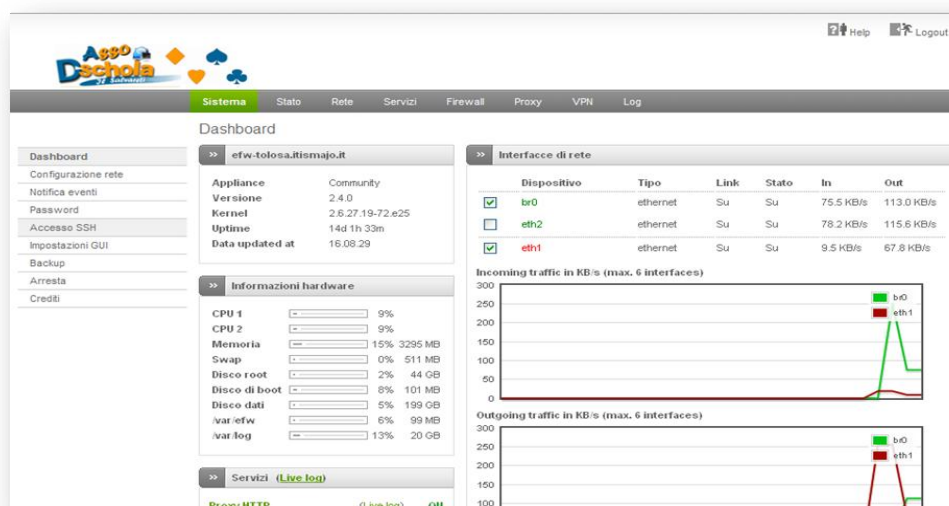 Help Logout
Asso
Dschola
Sistema Stato Rete Servizi Firewall Proxy VPN Log
Dashboard
Dashboard
Configurazione rete
Notifica eventi
Password
Accesso SSH
Impostazioni GUI
Backup
Arresta
Crediti
efw-tolosa.itismajo.it
Appliance Community
Versione 2.4.0
Kernel 2.6.27.19-72.e25
Uptime 14d 1h 33m
Data updated at 16.08.29
Informazioni hardware
CPU 1 9%
CPU 2 9%
Memoria 15% 3295 MB
Swap 0% 511 MB
Disco root 2% 44 GB
Disco di boot 8% 101 MB
Disco dati 5% 199 GB
/var/efw 6% 99 MB
/var/log 13% 20 GB
Servizi (Live log)
Proxy HTTP (Live log) ON
Interfacce di rete
Dispositivo Tipo Link Stato In Out
br0 ethernet Su Su 75.5 KB/s 113.0 KB/s
eth2 ethernet Su Su 78.2 KB/s 115.6 KB/s
eth1 ethernet Su Su 9.5 KB/s 67.8 KB/s
Incoming traffic in KB/s (max. 6 interfaces)
300
250
200
150
100
50
0
br0
eth1
Outgoing traffic in KB/s (max. 6 interfaces)
300
250
200
150
100
br0
eth1